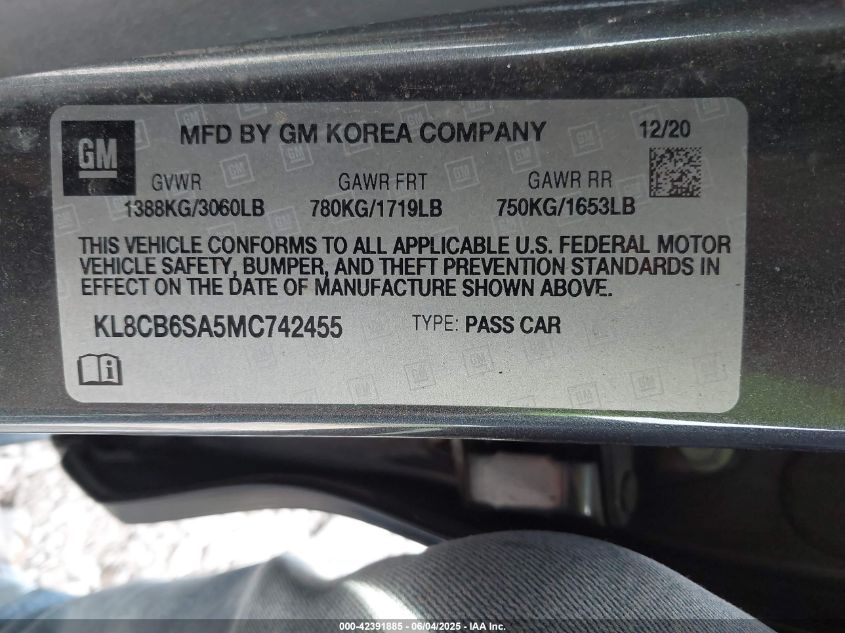 GM
MFD BY GM KOREA COMPANY
12/20
GVWR
GAWR FRT
GAWR RR
1388KG/3060LB
780KG/1719LB
750KG/1653LB
THIS VEHICLE CONFORMS TO ALL APPLICABLE U.S. FEDERAL MOTOR
VEHICLE SAFETY, BUMPER, AND THEFT PREVENTION STANDARDS IN
EFFECT ON THE DATE OF MANUFACTURE SHOWN ABOVE.
KL8CB6SA5MC742455
TYPE: PASS CAR
000-42391885 - 06/04/2025 - IAA Inc.